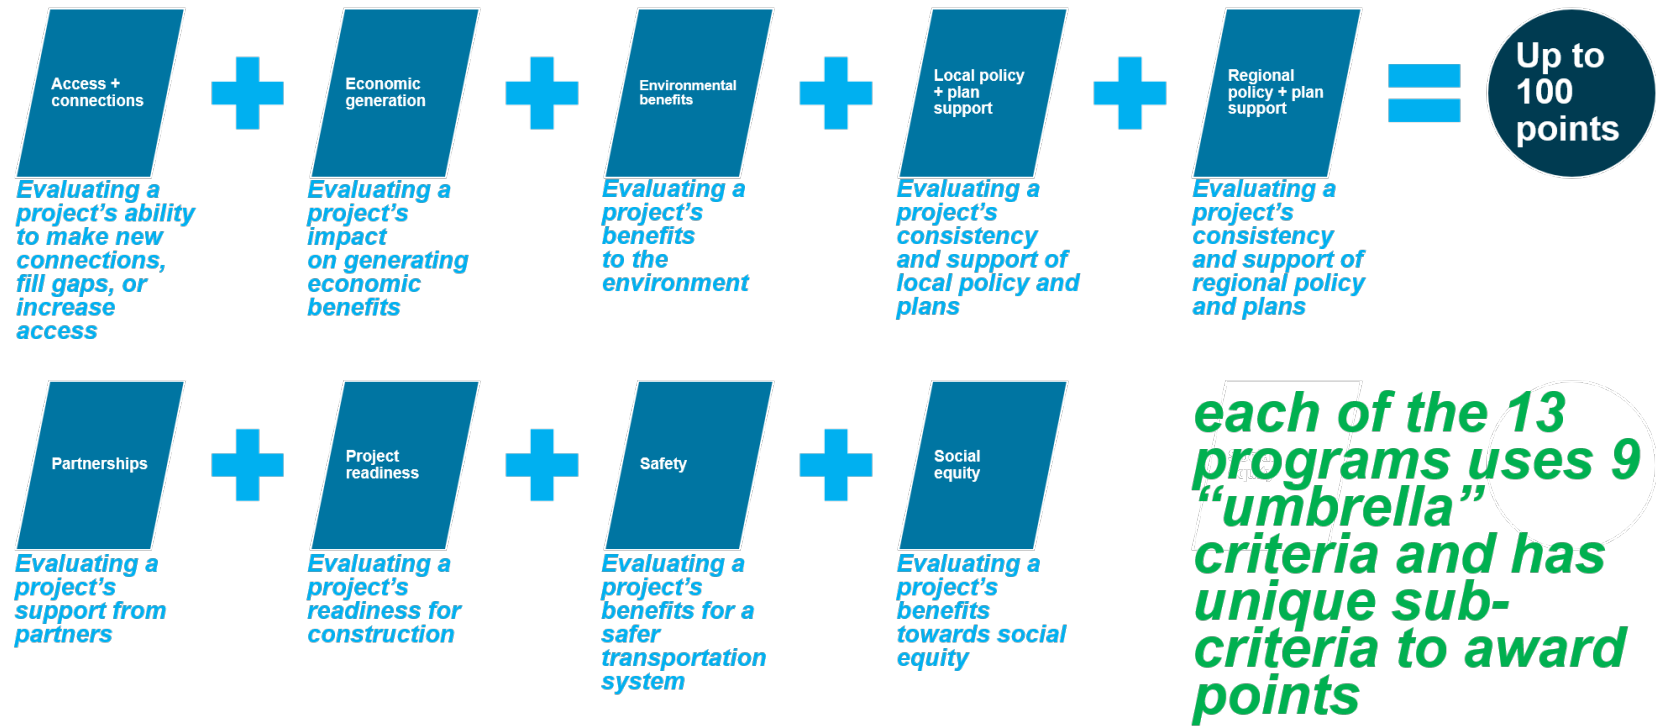 Access +
connections
Economic
generation
Environmental
benefits
Local policy
+ plan
support
Regional
policy + plan
support
Up to
100
points
Evaluating a
project's ability
to make new
connections,
fill gaps, or
increase
access
Evaluating a
project's
impact
on generating
economic
benefits
Evaluating a
project's
benefits
to the
environment
Evaluating a
project's
consistency
and support of
local policy and
plans
Evaluating a
project's
consistency
and support of
regional policy
and plans
Partnerships
Project
readiness
Safety
Social
equity
Evaluating a
project's
support from
partners
Evaluating a
project's
readiness for
construction
Evaluating a
project's
benefits for a
safer
transportation
system
Evaluating a
project's
benefits
towards social
equity
each of the 13
programs uses 9
“umbrella”
criteria and has
unique sub-
criteria to award
points